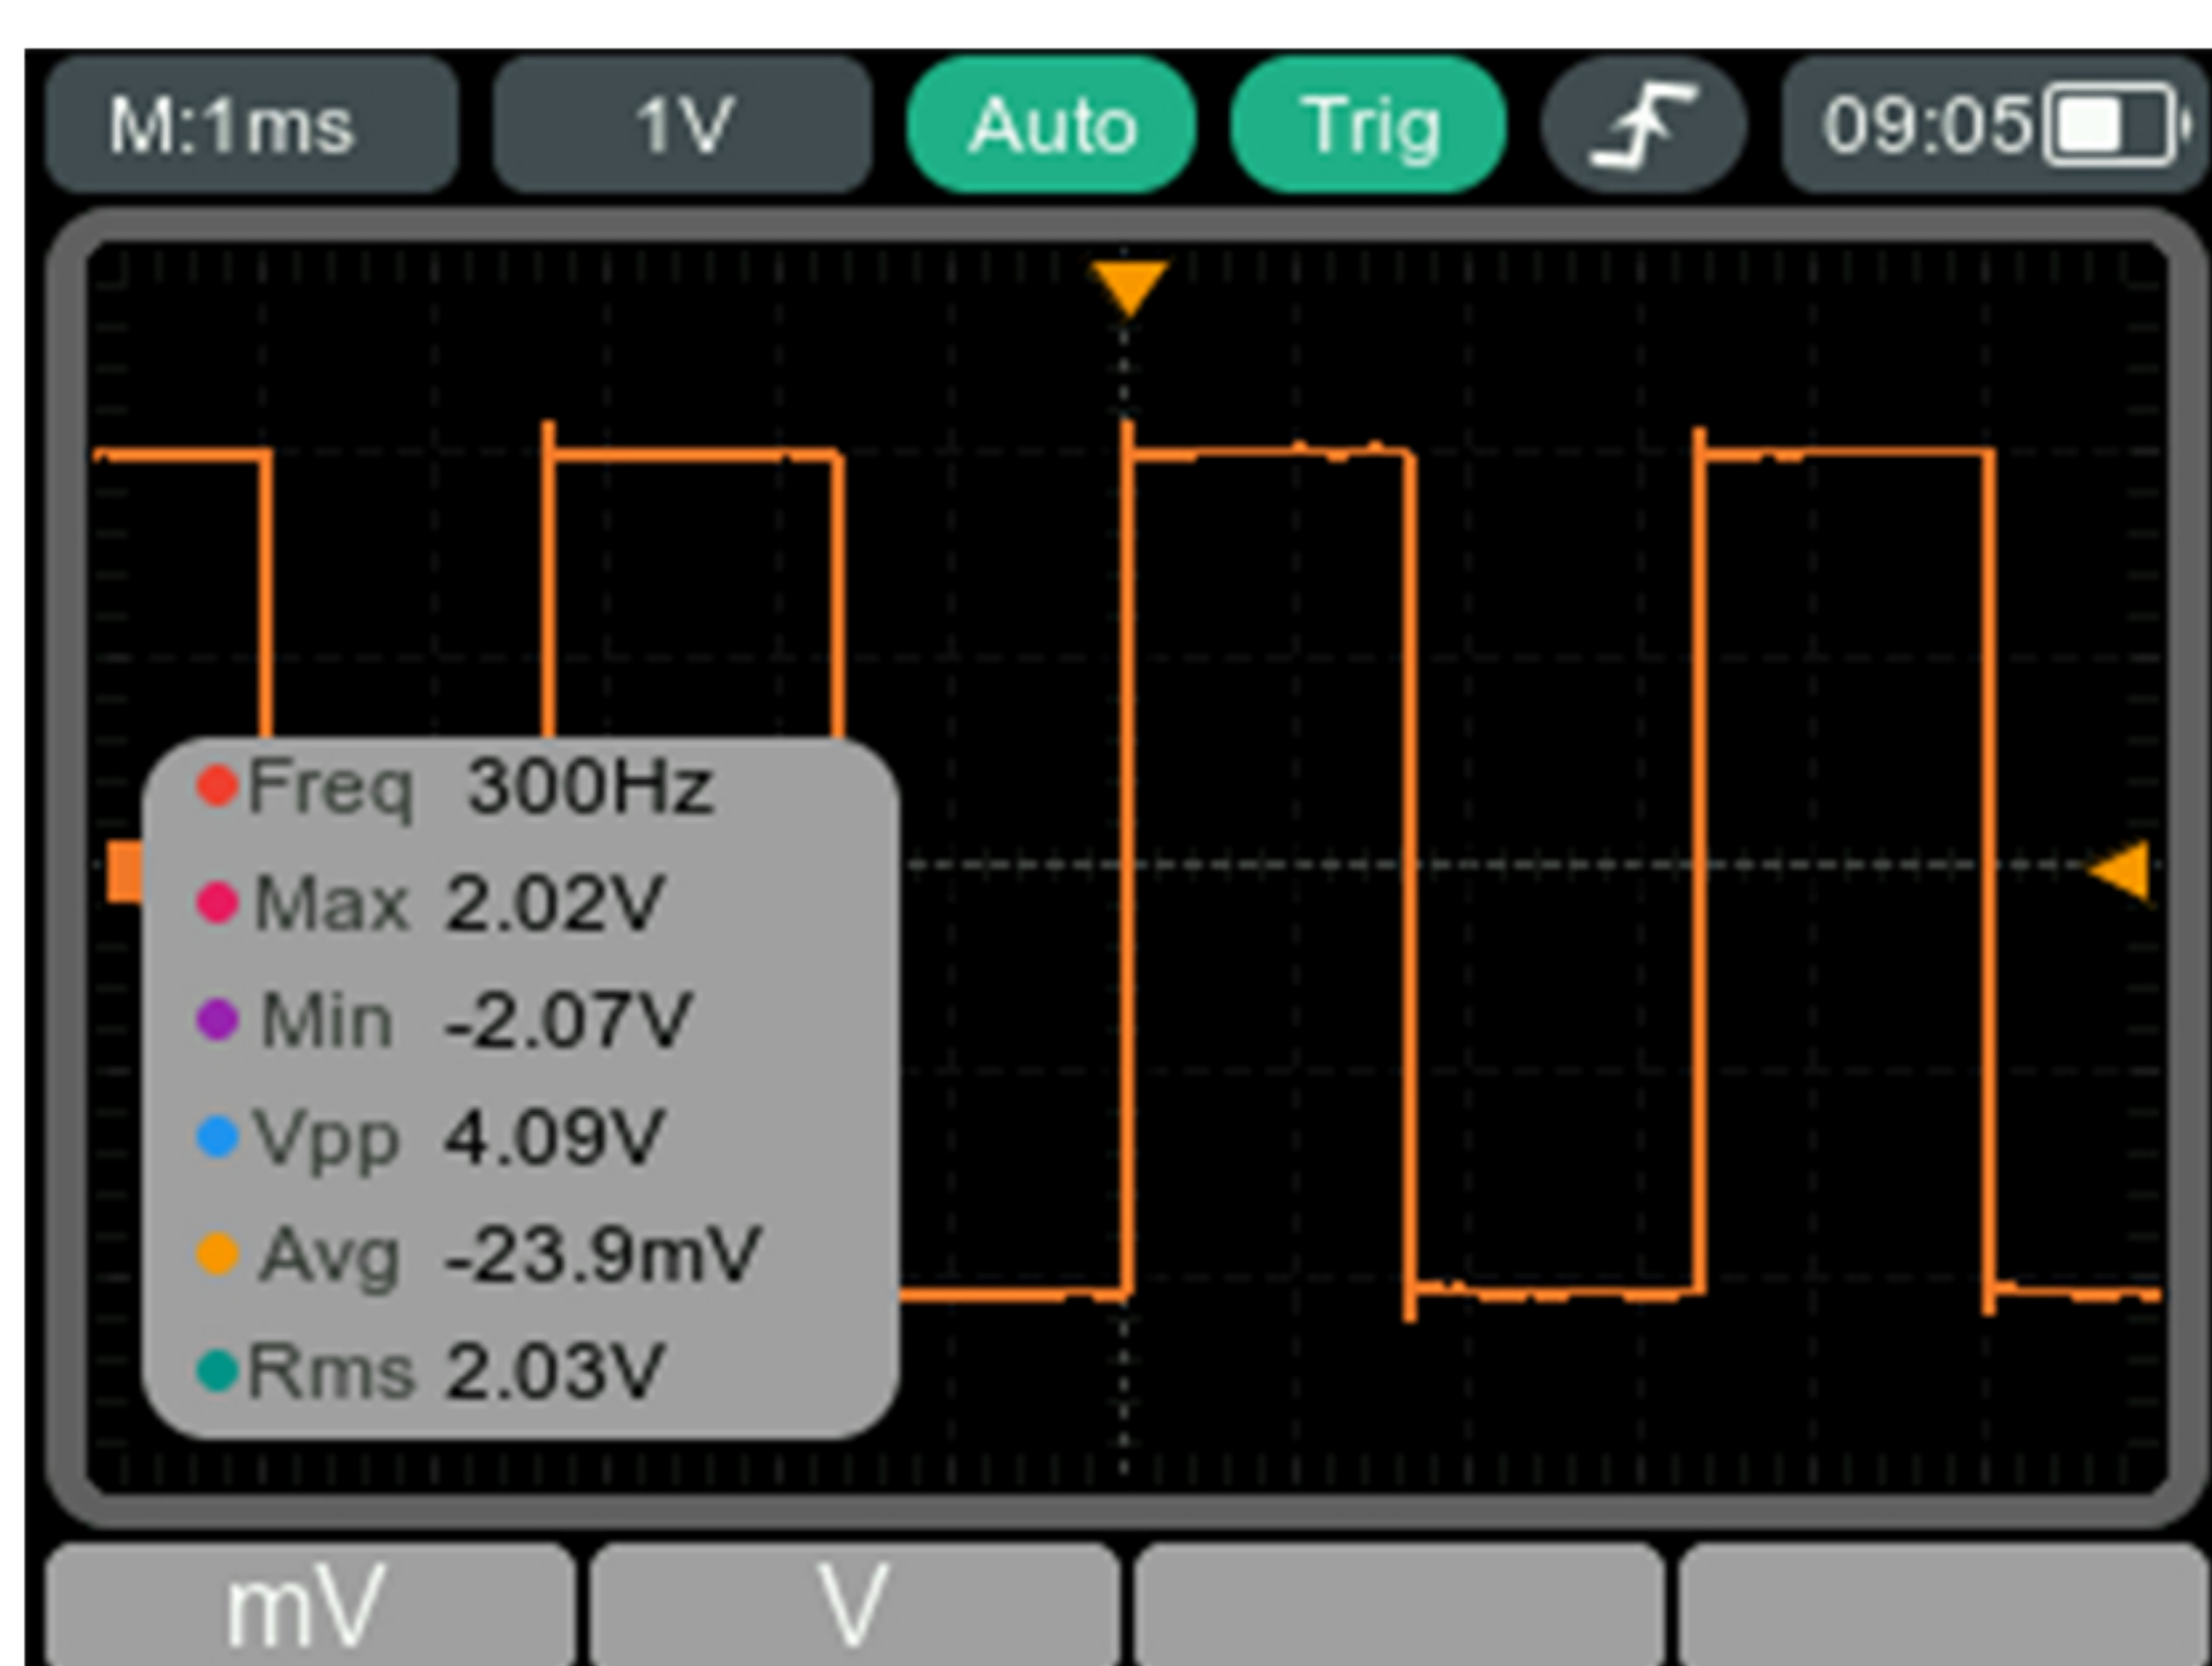 M:1ms 1V Auto Trig 09:05
Freq 300Hz
Max 2.02V
Min -2.07V
Vpp 4.09V
Avg -23.9mV
Rms 2.03V
mV V